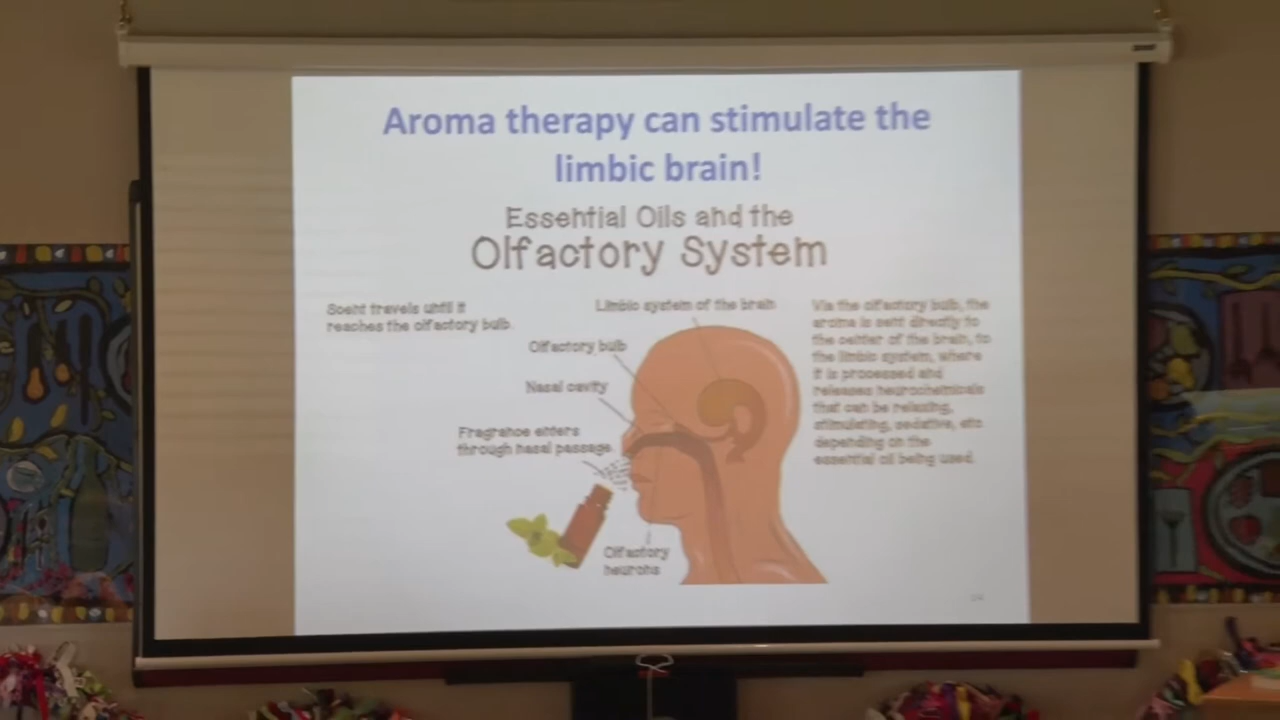 Aroma therapy can stimulate the
limbic brain!
Essential Oils and the
Olfactory System
Scent travels until it
reaches the olfactory bulb.
Limbic system of the brain
Olfactory bulb
Nasal cavity
Fragrance enters
through nasal passage.
Olfactory
neurons
Via the olfactory bulb, the
aroma is sent directly to
the center of the brain, to
the limbic system, where
it is processed and
releases neurochemicals
that can be relaxing,
stimulating, sedative, etc
depending on the
essential oil being used.